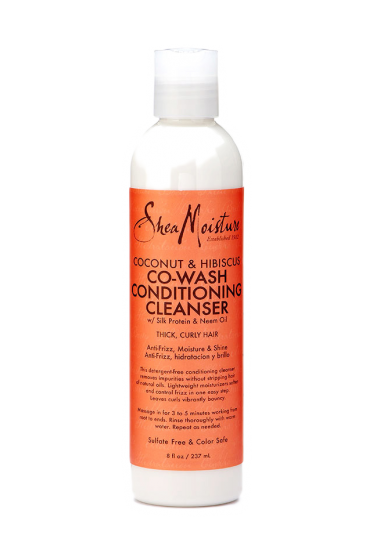 SheaMoisture
Established 1912
COCONUT & HIBISCUS
CO-WASH
CONDITIONING
CLEANSER
w/ Silk Protein & Neem Oil
THICK, CURLY HAIR
Anti-Frizz, Moisture & Shine
Anti-Frizz, hidratacion y brillo
This detergent-free conditioning cleanser
removes impurities without stripping hair
of natural oils. Lightweight moisturizers soften
and control frizz in one easy step.
Leaves curls vibrantly bouncy.
Massage in for 3 to 5 minutes working from
root to ends. Rinse thoroughly with warm
water. Repeat as needed.
Sulfate Free & Color Safe
8 fl oz / 237 ml